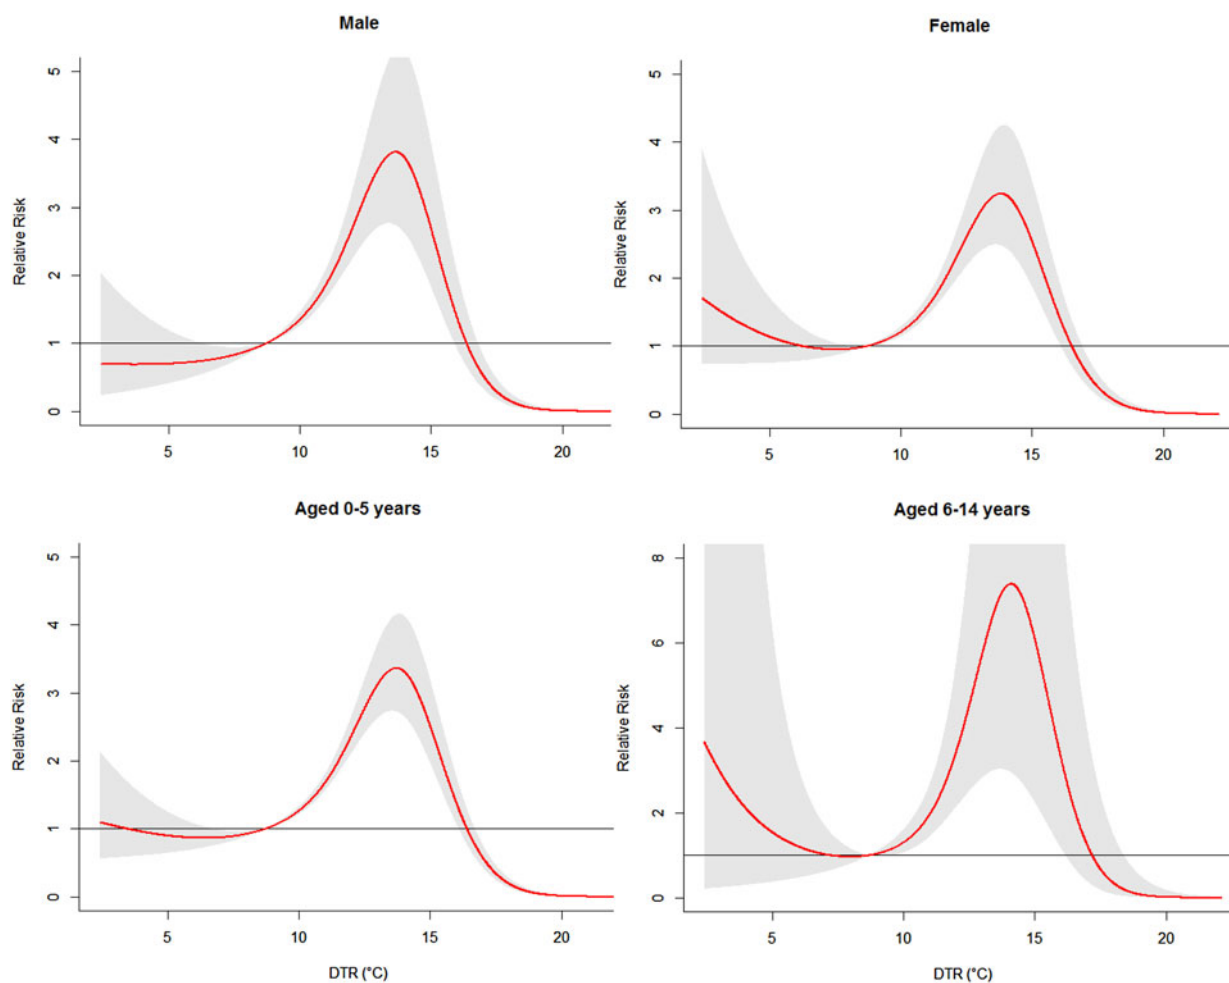 Male
Female
Relative Risk
0 1 2 3 4 5
5 10 15 20
Relative Risk
0 1 2 3 4 5
5 10 15 20
Aged 0-5 years
Aged 6-14 years
Relative Risk
0 1 2 3 4 5
5 10 15 20
DTR (°C)
Relative Risk
0 2 4 6 8
5 10 15 20
DTR (°C)